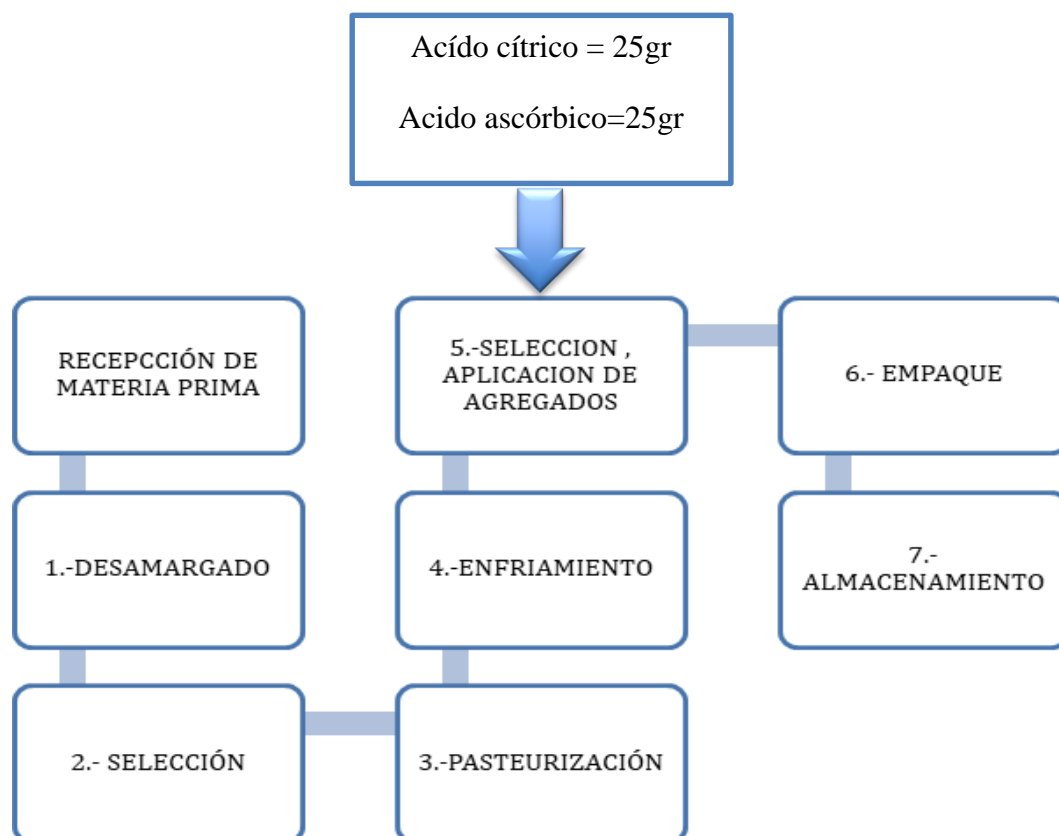 Acído cítrico = 25gr
Acido ascórbico=25gr
RECEPCCIÓN DE
MATERIA PRIMA
1.-DESAMARGADO
2.- SELECCIÓN
3.-PASTEURIZACIÓN
4.-ENFRIAMIENTO
5.-SELECCION ,
APLICACION DE
AGREGADOS
6.- EMPAQUE
7.-
ALMACENAMIENTO